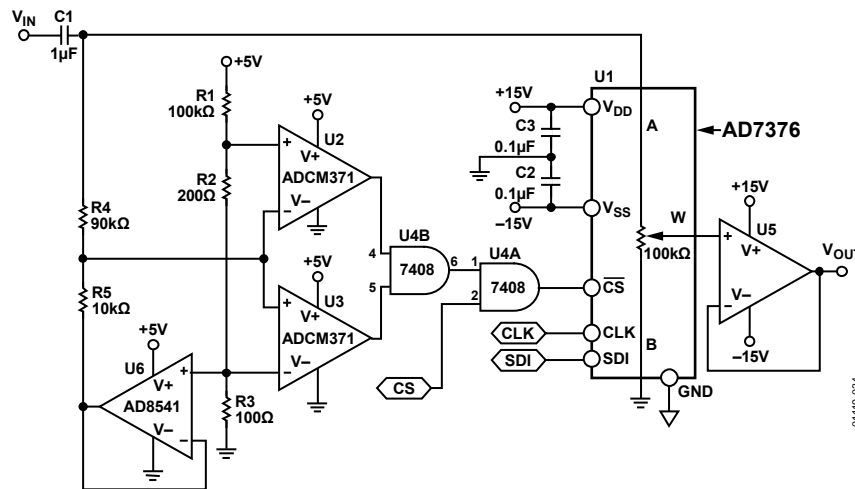 VIN
C1
1µF
+5V
R1
100kΩ
R2
200Ω
R3
100Ω
R4
90kΩ
R5
10kΩ
+5V
U2
+
V+
ADCM371
V–
–
+5V
U3
+
V+
ADCM371
V–
–
+5V
U6
V+
+
AD8541
V–
–
U4B
4
7408
6
5
U4A
1
7408
2
CS
CLK
SDI
+15V
C3
0.1µF
C2
0.1µF
–15V
U1
VDD
A
AD7376
VSS
W
100kΩ
CS
CLK
SDI
B
GND
+15V
+
U5
V+
V–
–
–15V
VOUT